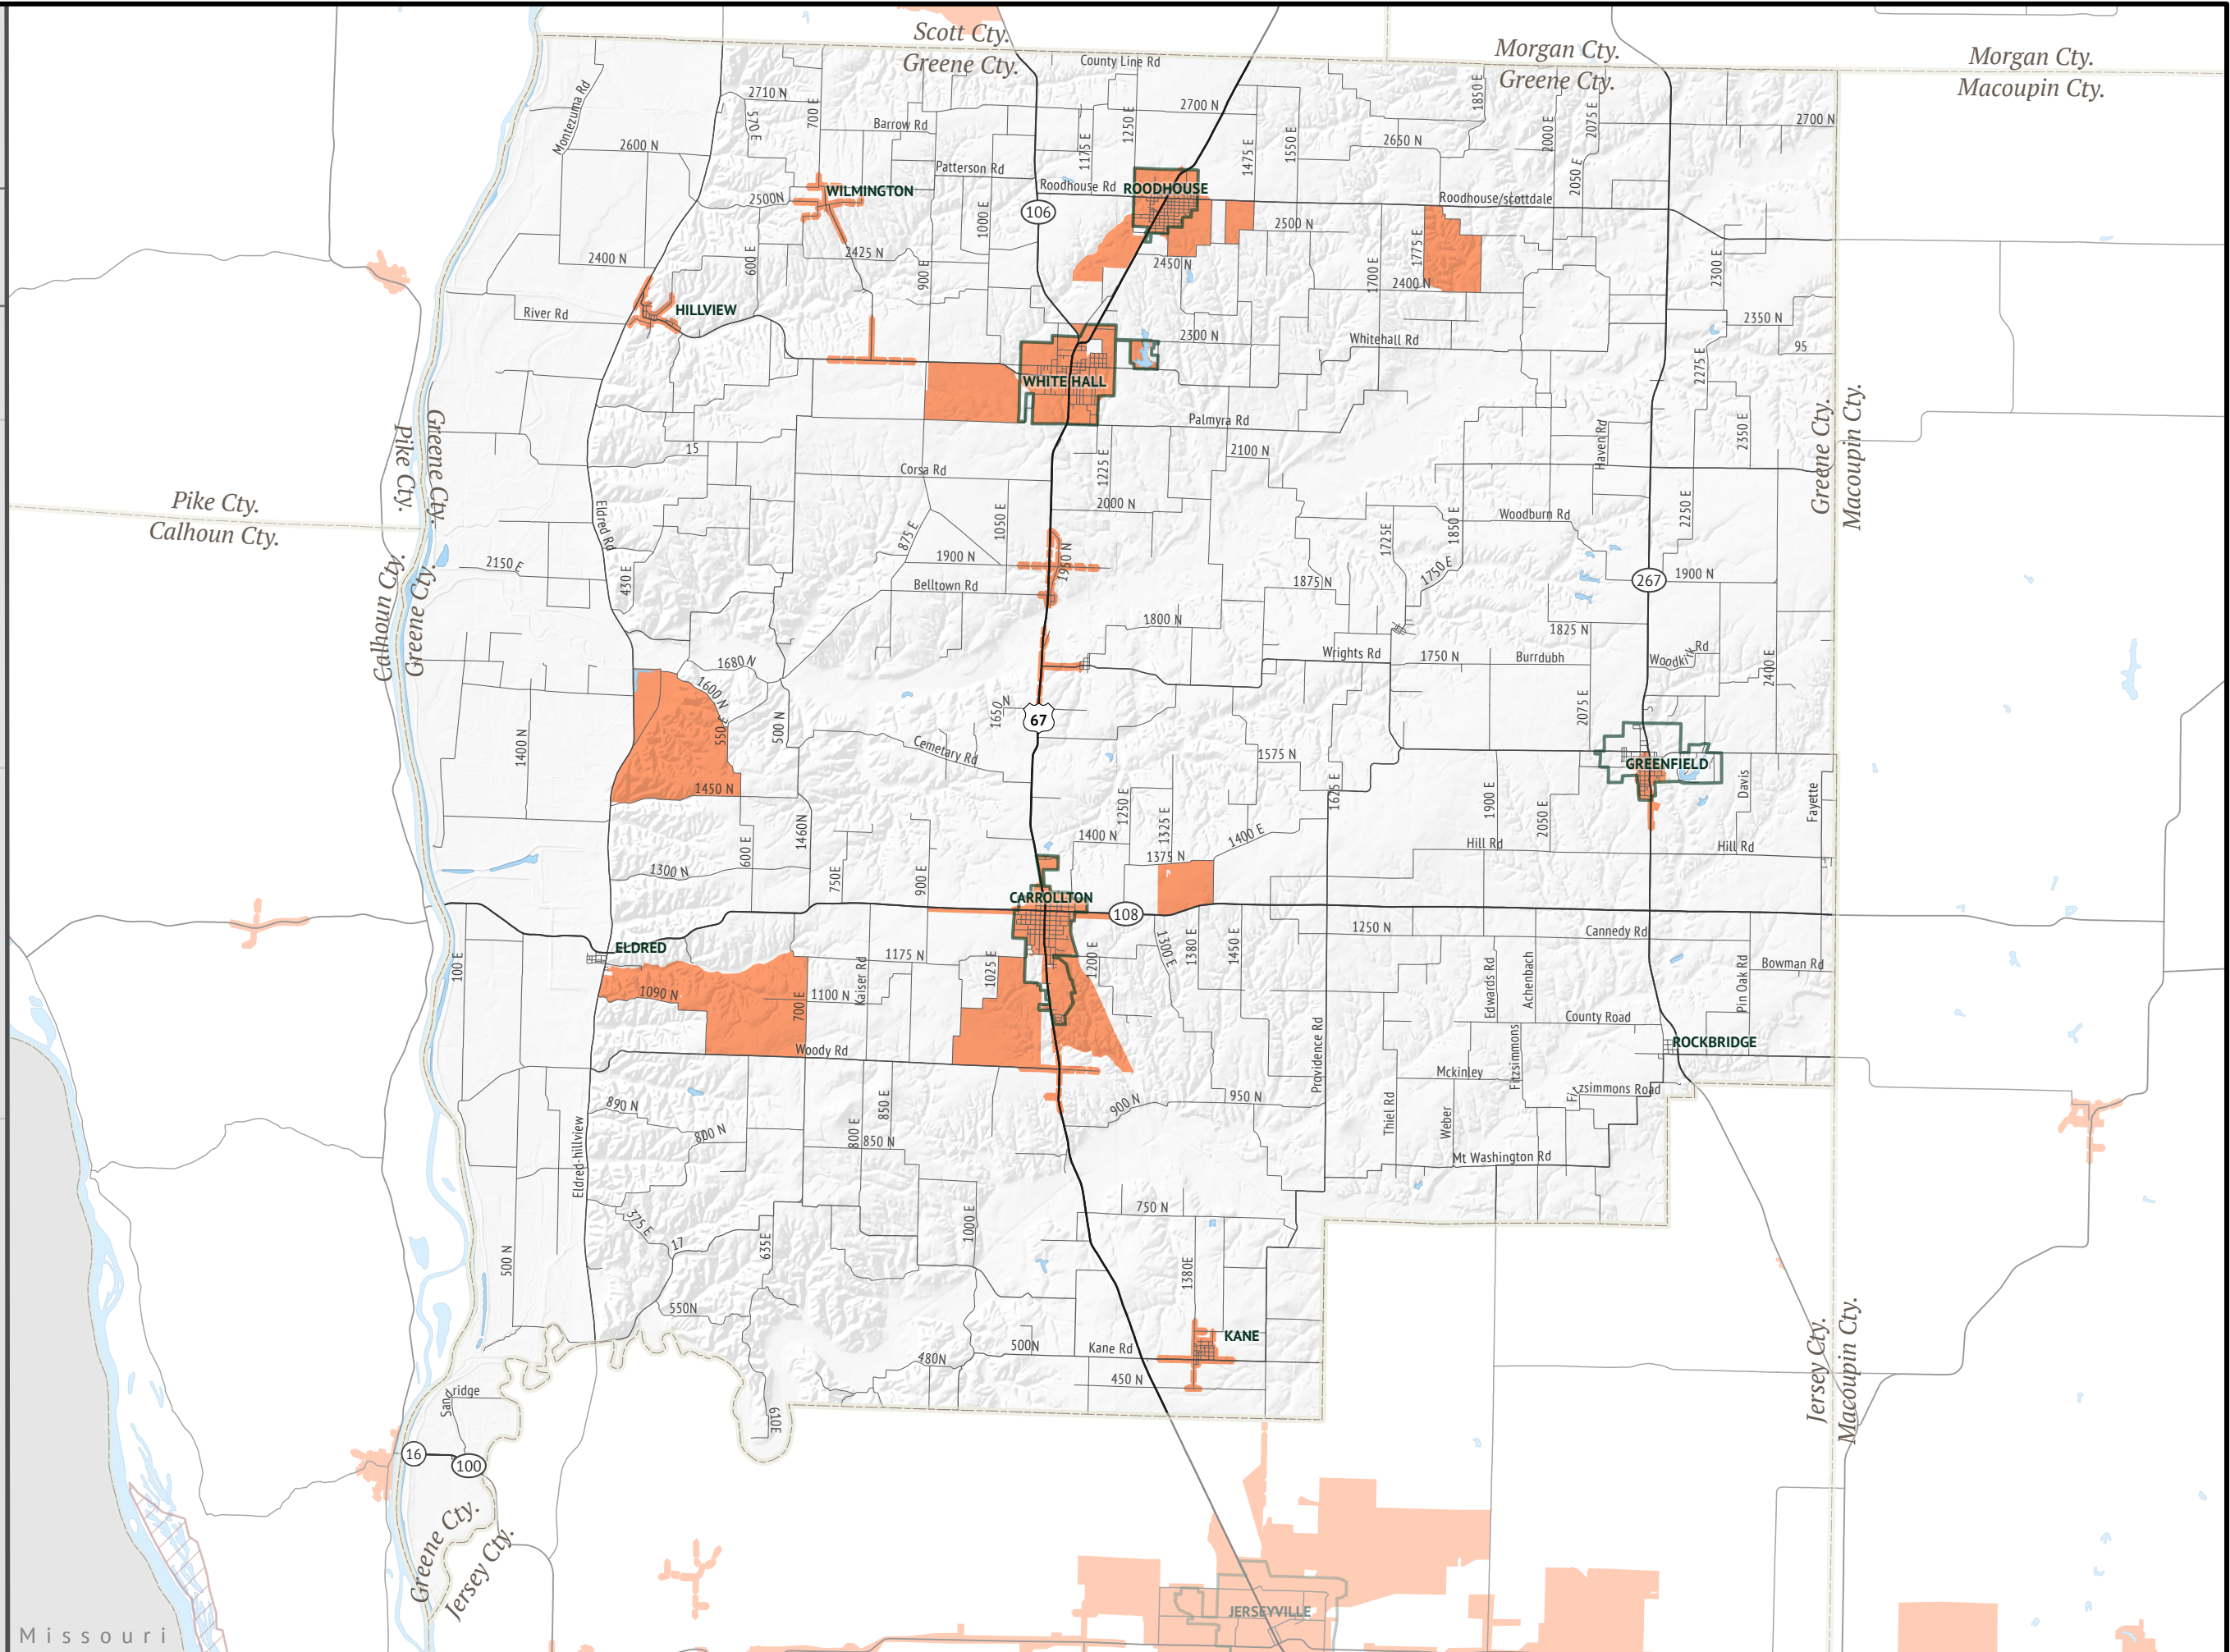 Scott Cty.
Greene Cty.
Morgan Cty.
Greene Cty.
Morgan Cty.
Macoupin Cty.
County Line Rd
Montezuma Rd
2710 N
570 E
700 E
Barrow Rd
2600 N
Patterson Rd
1175 E
1250 E
2700 N
1475 E
1550 E
2650 N
1850 E
2000 E
2075 E
2050 E
2700 N
WILMINGTON
2500N
1000 E
106
Roodhouse Rd
ROODHOUSE
Roodhouse/scottdale
2500 N
2450 N
2400 N
600 E
2425 N
900 E
1700 E
1775 E
2400 N
2300 E
HILLVIEW
River Rd
2300 N
Whitehall Rd
2350 N
95
2275 E
WHITE HALL
Palmyra Rd
2350 E
Haven Rd
Greene Cty.
Macoupin Cty.
Pike Cty.
Greene Cty.
15
Corsa Rd
1225 E
2100 N
Pike Cty.
Calhoun Cty.
Eldred Rd
1050 E
2000 N
Woodburn Rd
2250 E
875 E
1725E
1850 E
2150 E
430 E
1900 N
1950 N
Belltown Rd
1875 N
1750 E
267
1900 N
Calhoun Cty.
Greene Cty.
1800 N
1825 N
Wrights Rd
1750 N
Burrdubh
Woodkirk Rd
2400 E
1680 N
1600 N
550 E
500 N
1650 N
67
2075 E
1400 N
Cemetary Rd
1575 N
GREENFIELD
1450 N
1625 E
1900 E
2050 E
Davis
Fayette
1460N
1250 E
1325 E
1400 N
1400 E
600 E
1375 N
Hill Rd
Hill Rd
1300 N
750E
900 E
CARROLLTON
108
1250 N
Cannedy Rd
ELDRED
100 E
1175 N
Kaiser Rd
1025 E
1200 E
1300 E
1380 E
1450 E
Edwards Rd
Achenbach
Pin Oak Rd
Bowman Rd
1090 N
700 E
1100 N
County Road
Providence Rd
Fitzsimmons
ROCKBRIDGE
Woody Rd
Mckinley
zsimmons Road
890 N
850 E
900 N
950 N
Thiel Rd
Weber
800 N
800 E
850 N
Eldred-hillview
Mt Washington Rd
375 E
17
635E
1000 E
750 N
500 N
1380E
550N
KANE
500N
Kane Rd
480N
450 N
Jersey Cty.
Macoupin Cty.
610E
16
100
Greene Cty.
Jersey Cty.
JERSEYVILLE
Missouri